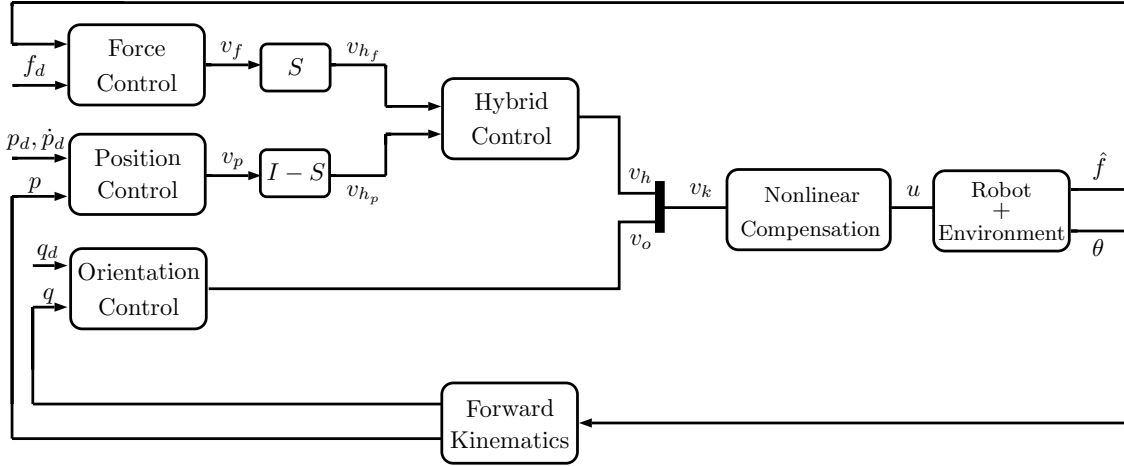 Force
Control
f_d
v_f
S
v_{h_f}
Hybrid
Control
p_d, ṗ_d
Position
Control
p
v_p
I − S
v_{h_p}
v_h
v_o
v_k
Nonlinear
Compensation
u
Robot
+
Environment
f̂
θ
q_d
Orientation
Control
q
Forward
Kinematics